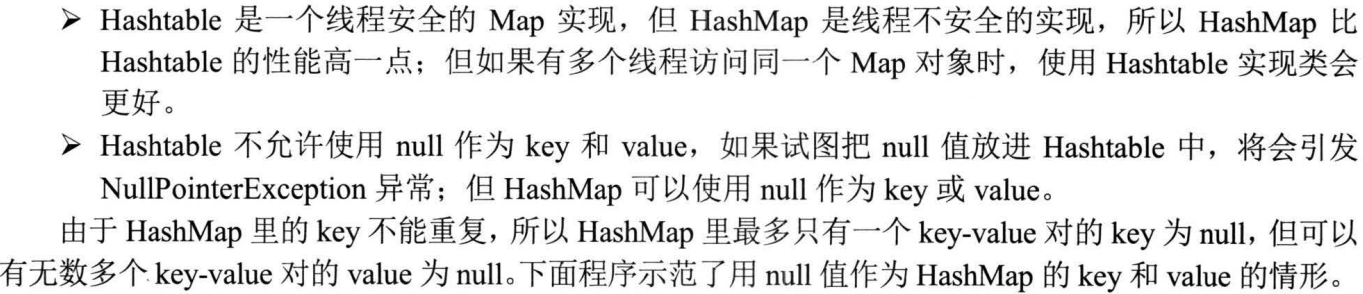 ➢ Hashtable 是一个线程安全的 Map 实现，但 HashMap 是线程不安全的实现，所以 HashMap 比
Hashtable 的性能高一点；但如果有多个线程访问同一个 Map 对象时，使用 Hashtable 实现类会
更好。
➢ Hashtable 不允许使用 null 作为 key 和 value，如果试图把 null 值放进 Hashtable 中，将会引发
NullPointerException 异常；但 HashMap 可以使用 null 作为 key 或 value。
由于 HashMap 里的 key 不能重复，所以 HashMap 里最多只有一个 key-value 对的 key 为 null，但可以
有无数多个 key-value 对的 value 为 null。下面程序示范了用 null 值作为 HashMap 的 key 和 value 的情形。